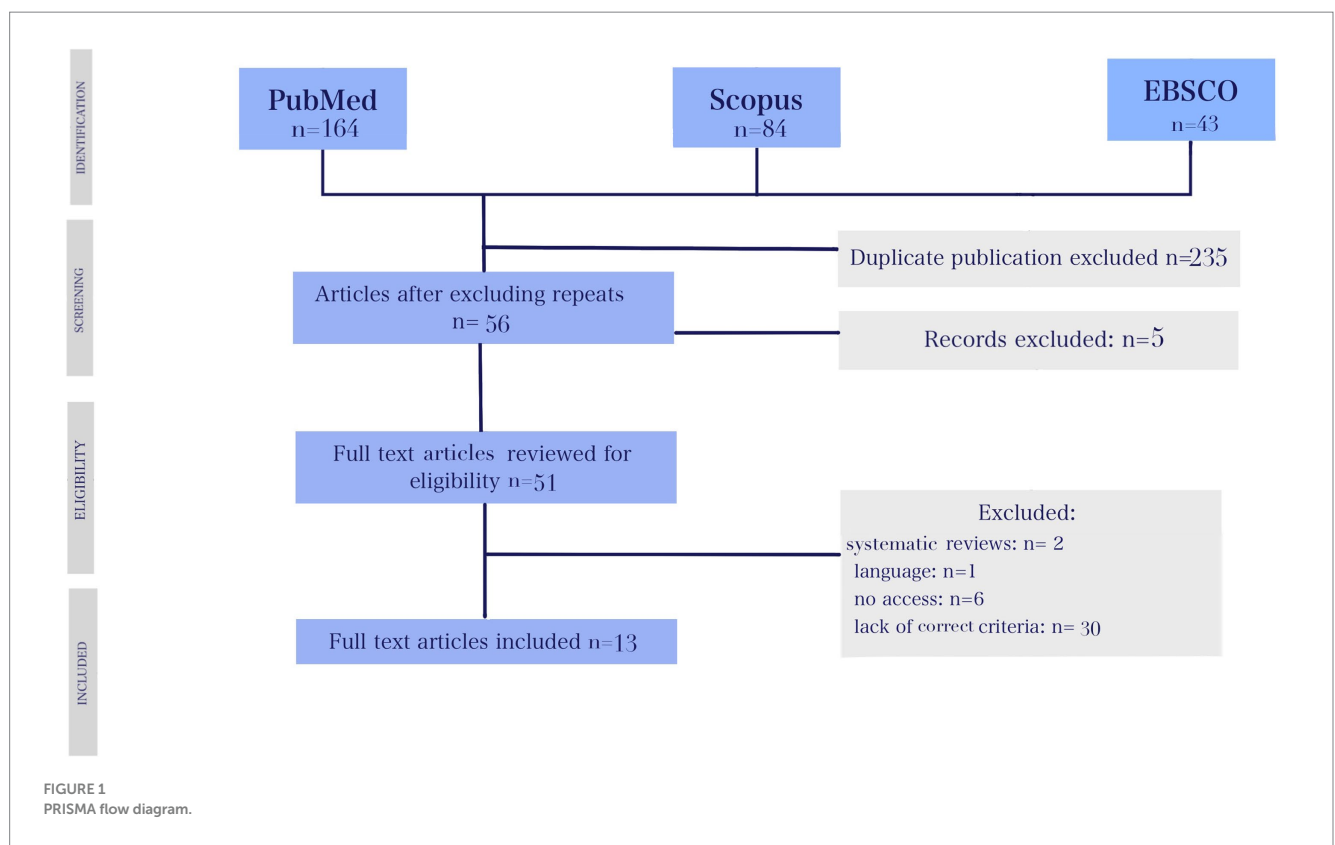 IDENTIFICATION
PubMed
n=164
Scopus
n=84
EBSCO
n=43
SCREENING
Duplicate publication excluded n=235
Articles after excluding repeats
n= 56
Records excluded: n=5
ELIGIBILITY
Full text articles reviewed for
eligibility n=51
Excluded:
systematic reviews: n= 2
language: n=1
no access: n=6
lack of correct criteria: n= 30
INCLUDED
Full text articles included n=13
FIGURE 1
PRISMA flow diagram.